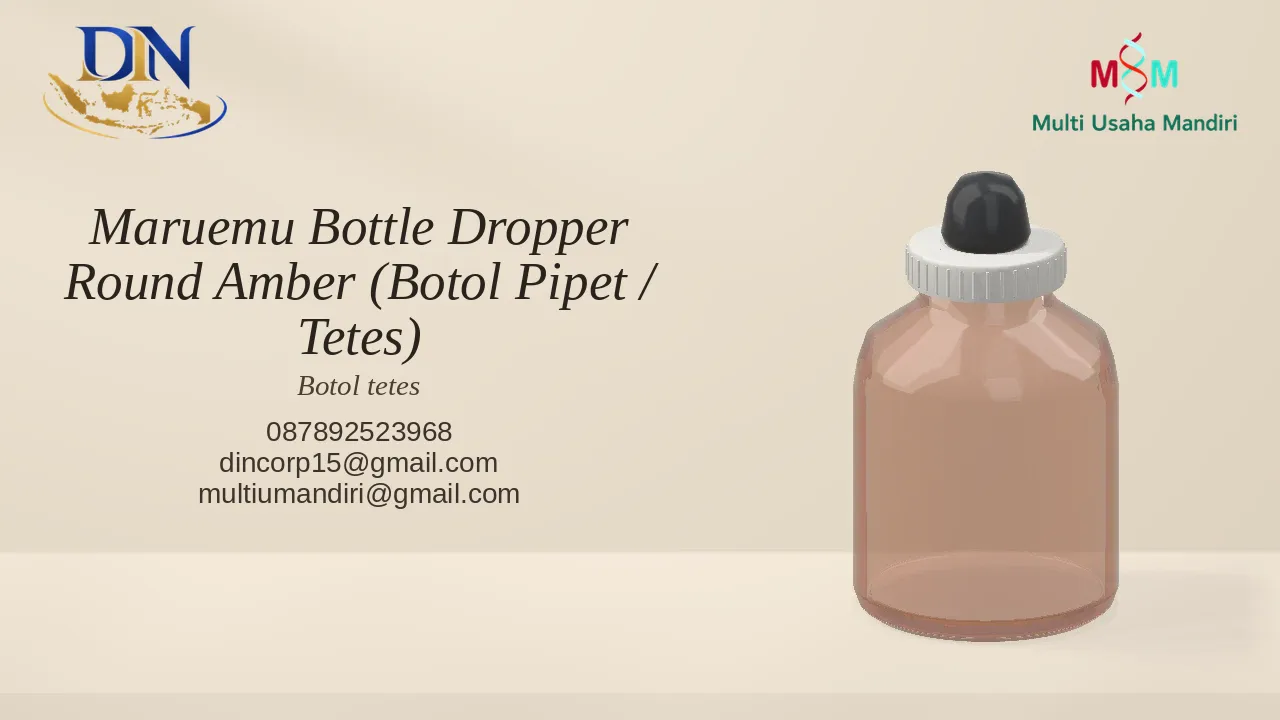 DIN
MSM
Multi Usaha Mandiri
Maruemu Bottle Dropper
Round Amber (Botol Pipet /
Tetes)
Botol tetes
087892523968
dincorp15@gmail.com
multiumandiri@gmail.com